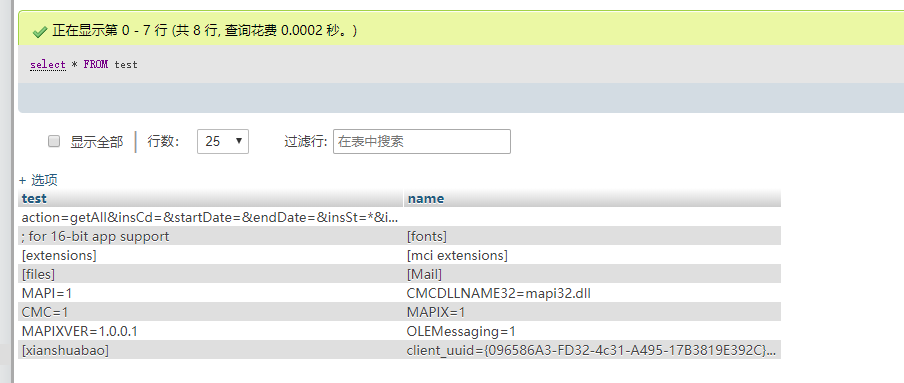 正在显示第 0 - 7 行 (共 8 行, 查询花费 0.0002 秒。)
select * FROM test
显示全部 行数: 25 过滤行: 在表中搜索
+ 选项
test name
action=getAll&insCd=&startDate=&endDate=&insSt=*&i...
; for 16-bit app support [fonts]
[extensions] [mci extensions]
[files] [Mail]
MAPI=1 CMCDLLNAME32=mapi32.dll
CMC=1 MAPIX=1
MAPIXVER=1.0.0.1 OLEMessaging=1
[xianshuabao] client_uuid={096586A3-FD32-4c31-A495-17B3819E392C}...